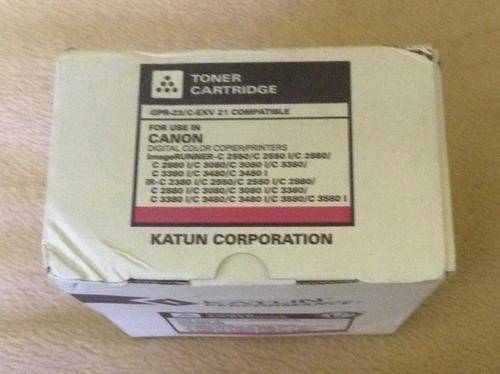 TONER
CARTRIDGE
GPR-23/C-EXV 21 COMPATIBLE
FOR USE IN
CANON
DIGITAL COLOR COPIER/PRINTERS
ImageRUNNER-C 2550/C 2550 I/C 2880/
C 2880 I/C 3080/C 3080 I/C 3380/
C 3380 I/C 3480/C 3480 I
IR-C 2380 I/C 2550/C 2550 I/C 2880/
C 2880 I/C 3080/C 3080 I/C 3380/
C 3380 I/C 3480/C 3480 I/C 3580/C 3580 I
KATUN CORPORATION